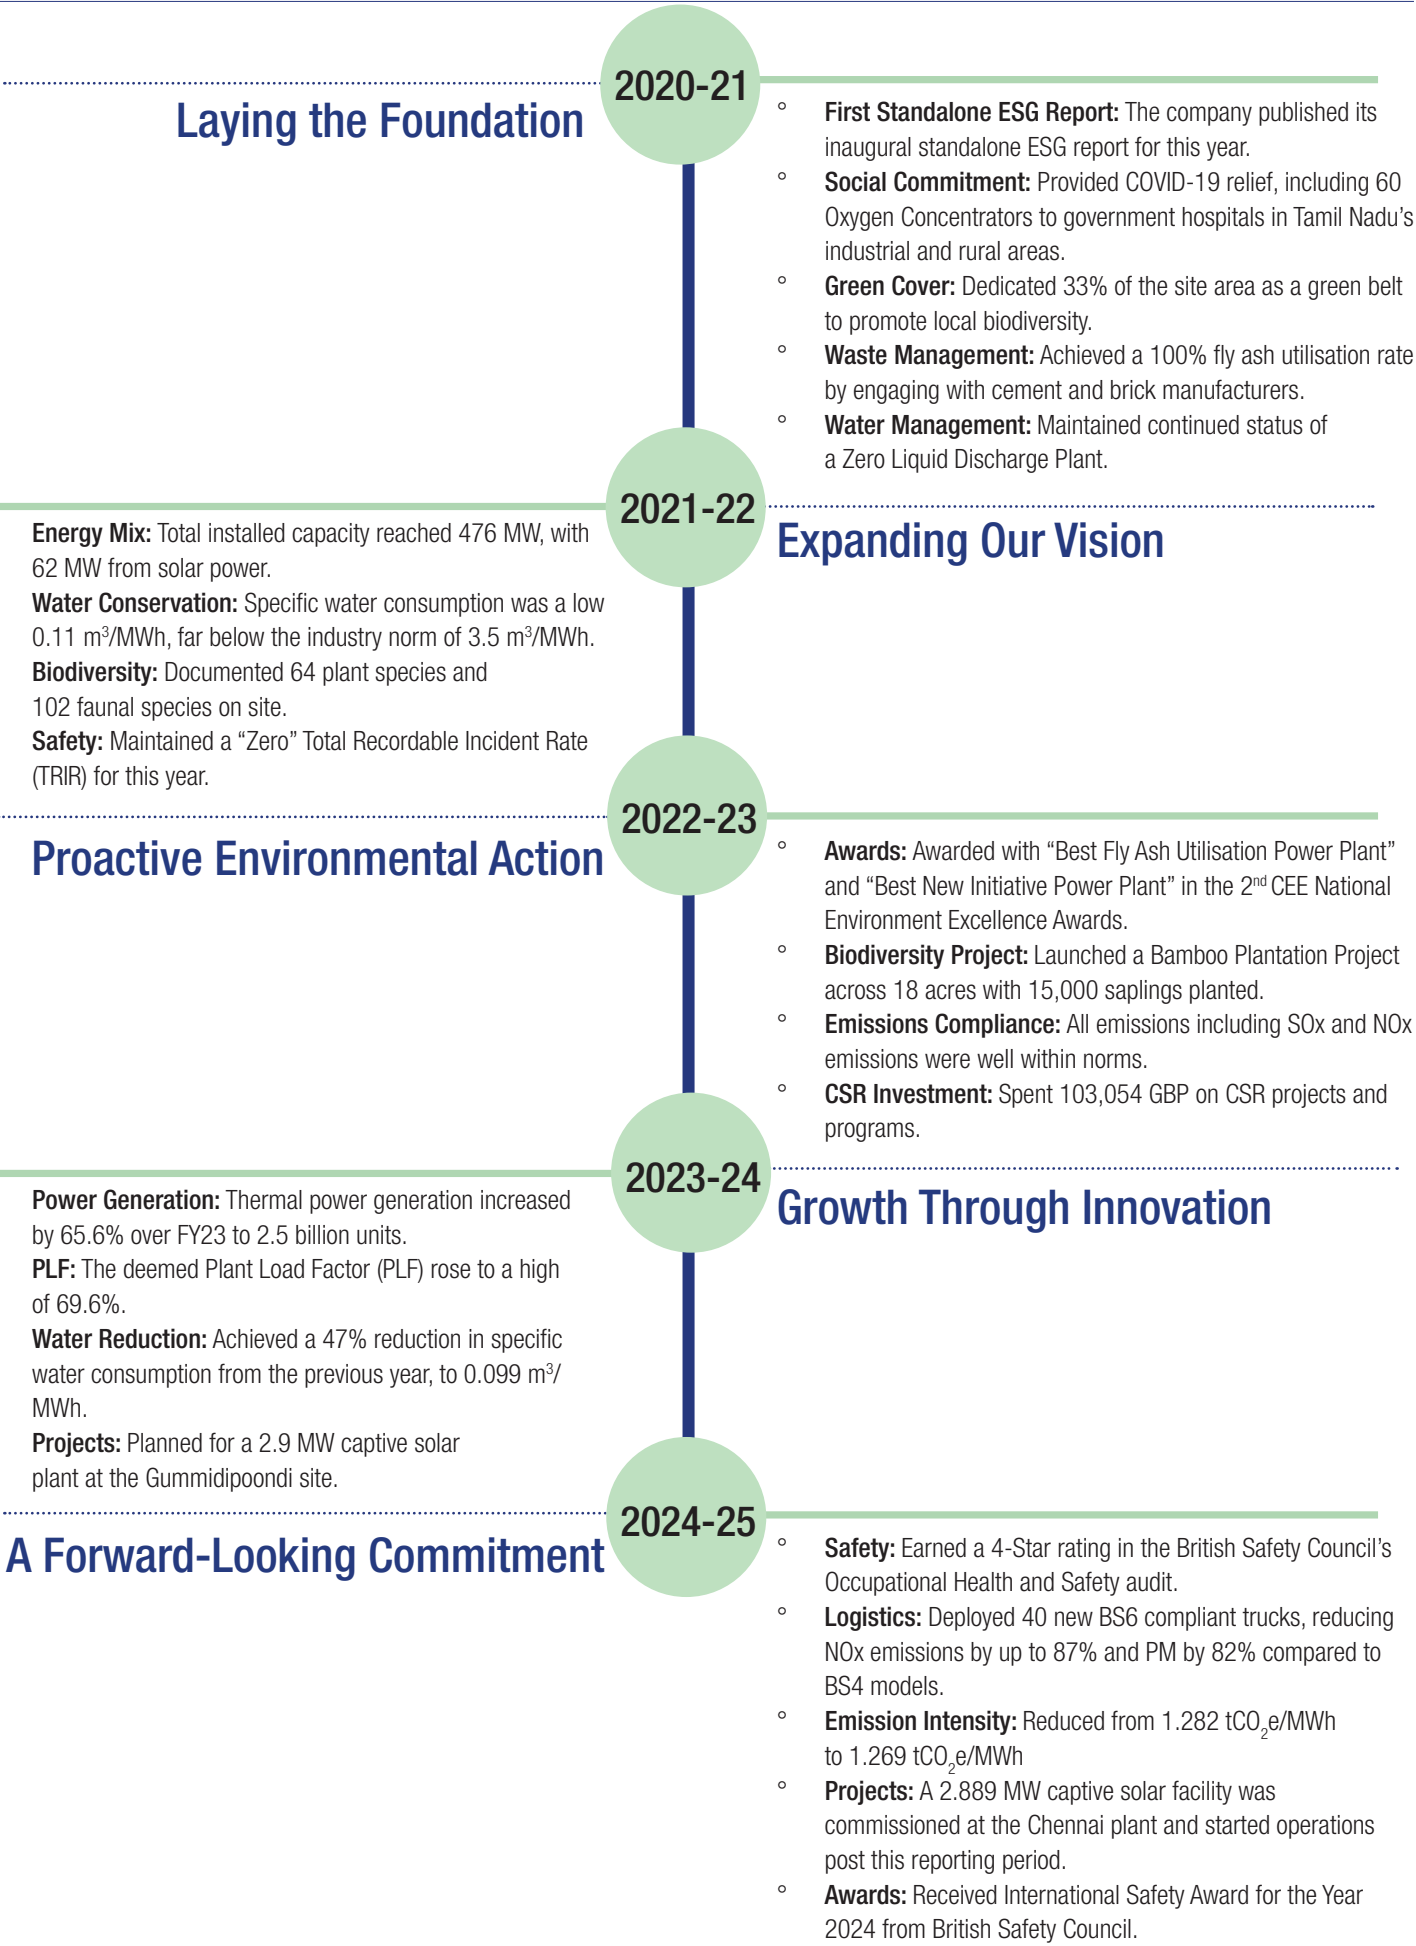 2020-21
Laying the Foundation
° First Standalone ESG Report: The company published its
inaugural standalone ESG report for this year.
° Social Commitment: Provided COVID-19 relief, including 60
Oxygen Concentrators to government hospitals in Tamil Nadu’s
industrial and rural areas.
° Green Cover: Dedicated 33% of the site area as a green belt
to promote local biodiversity.
° Waste Management: Achieved a 100% fly ash utilisation rate
by engaging with cement and brick manufacturers.
° Water Management: Maintained continued status of
a Zero Liquid Discharge Plant.
2021-22
Expanding Our Vision
Energy Mix: Total installed capacity reached 476 MW, with
62 MW from solar power.
Water Conservation: Specific water consumption was a low
0.11 m³/MWh, far below the industry norm of 3.5 m³/MWh.
Biodiversity: Documented 64 plant species and
102 faunal species on site.
Safety: Maintained a “Zero” Total Recordable Incident Rate
(TRIR) for this year.
2022-23
Proactive Environmental Action
° Awards: Awarded with “Best Fly Ash Utilisation Power Plant”
and “Best New Initiative Power Plant” in the 2nd CEE National
Environment Excellence Awards.
° Biodiversity Project: Launched a Bamboo Plantation Project
across 18 acres with 15,000 saplings planted.
° Emissions Compliance: All emissions including SOx and NOx
emissions were well within norms.
° CSR Investment: Spent 103,054 GBP on CSR projects and
programs.
2023-24
Growth Through Innovation
Power Generation: Thermal power generation increased
by 65.6% over FY23 to 2.5 billion units.
PLF: The deemed Plant Load Factor (PLF) rose to a high
of 69.6%.
Water Reduction: Achieved a 47% reduction in specific
water consumption from the previous year, to 0.099 m³/
MWh.
Projects: Planned for a 2.9 MW captive solar
plant at the Gummidipoondi site.
2024-25
A Forward-Looking Commitment
° Safety: Earned a 4-Star rating in the British Safety Council’s
Occupational Health and Safety audit.
° Logistics: Deployed 40 new BS6 compliant trucks, reducing
NOx emissions by up to 87% and PM by 82% compared to
BS4 models.
° Emission Intensity: Reduced from 1.282 tCO₂e/MWh
to 1.269 tCO₂e/MWh
° Projects: A 2.889 MW captive solar facility was
commissioned at the Chennai plant and started operations
post this reporting period.
° Awards: Received International Safety Award for the Year
2024 from British Safety Council.